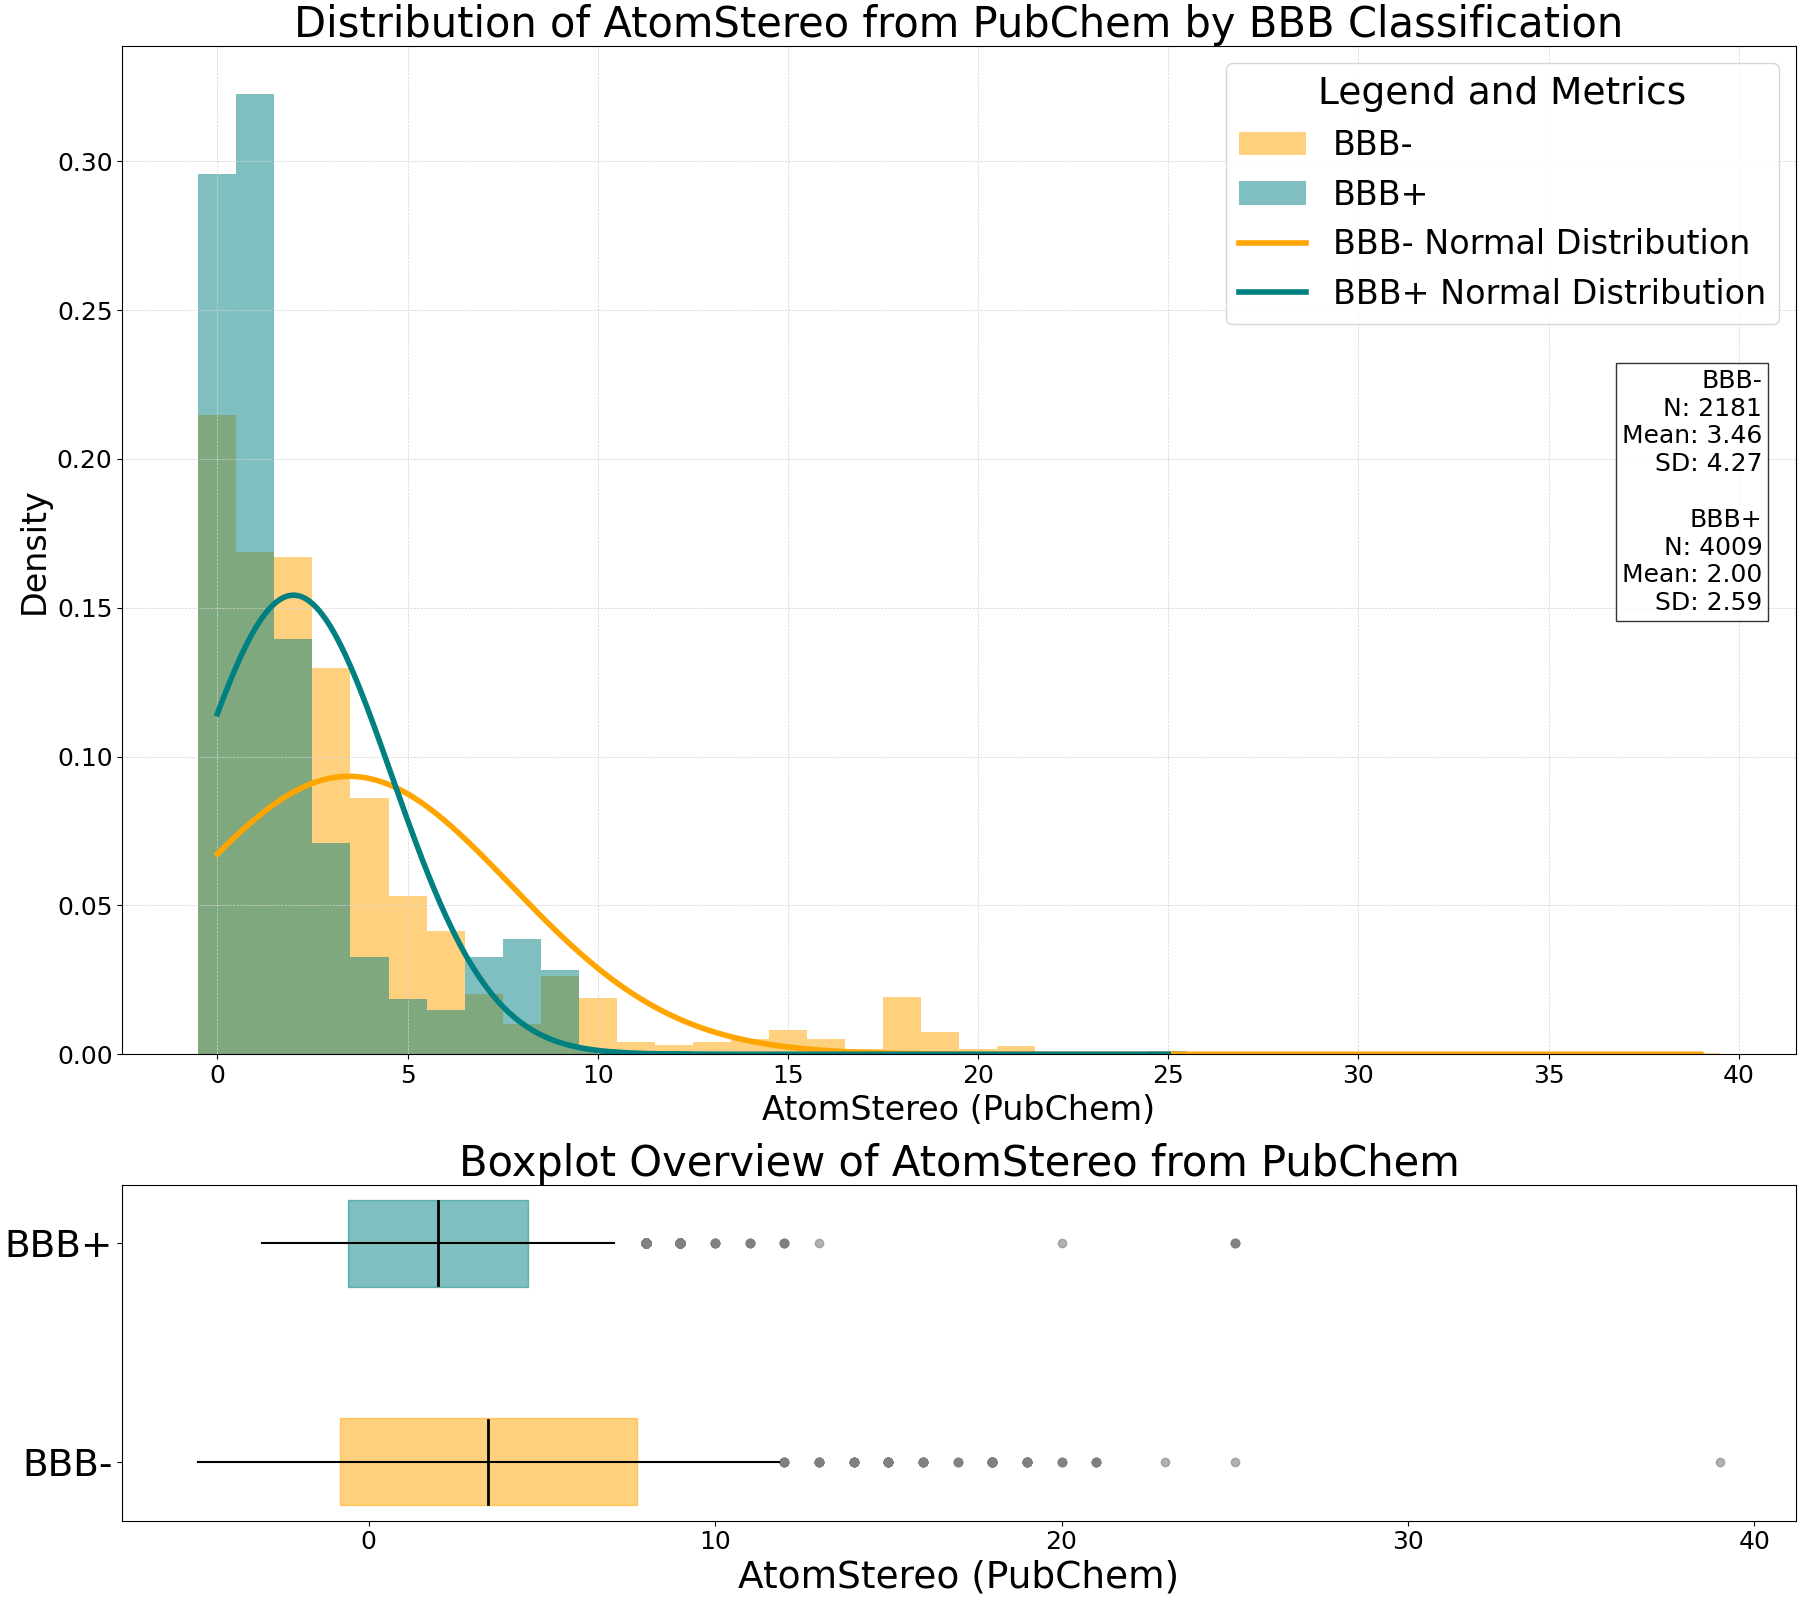 Distribution of AtomStereo from PubChem by BBB Classification
Legend and Metrics
BBB-
BBB+
BBB- Normal Distribution
BBB+ Normal Distribution
BBB-
N: 2181
Mean: 3.46
SD: 4.27
BBB+
N: 4009
Mean: 2.00
SD: 2.59
Density
0.30
0.25
0.20
0.15
0.10
0.05
0.00
0 5 10 15 20 25 30 35 40
AtomStereo (PubChem)
Boxplot Overview of AtomStereo from PubChem
BBB+
BBB-
0 10 20 30 40
AtomStereo (PubChem)